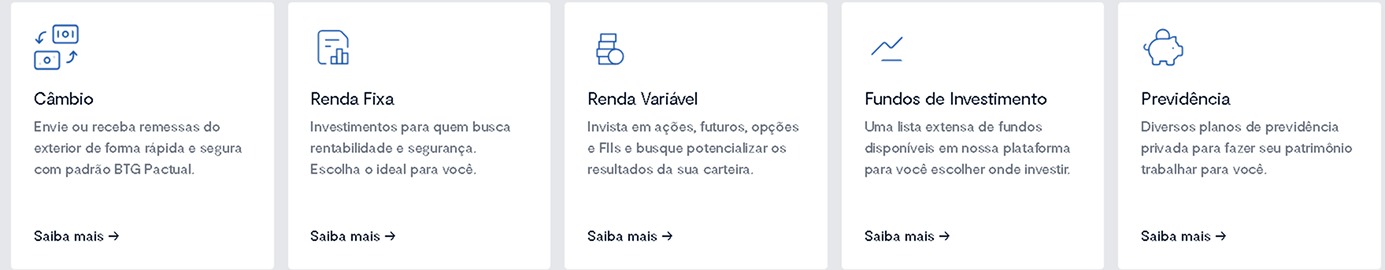 Câmbio
Envie ou receba remessas do
exterior de forma rápida e segura
com padrão BTG Pactual.
Saiba mais →
Renda Fixa
Investimentos para quem busca
rentabilidade e segurança.
Escolha o ideal para você.
Saiba mais →
Renda Variável
Invista em ações, futuros, opções
e FIIs e busque potencializar os
resultados da sua carteira.
Saiba mais →
Fundos de Investimento
Uma lista extensa de fundos
disponíveis em nossa plataforma
para você escolher onde investir.
Saiba mais →
Previdência
Diversos planos de previdência
privada para fazer seu patrimônio
trabalhar para você.
Saiba mais →